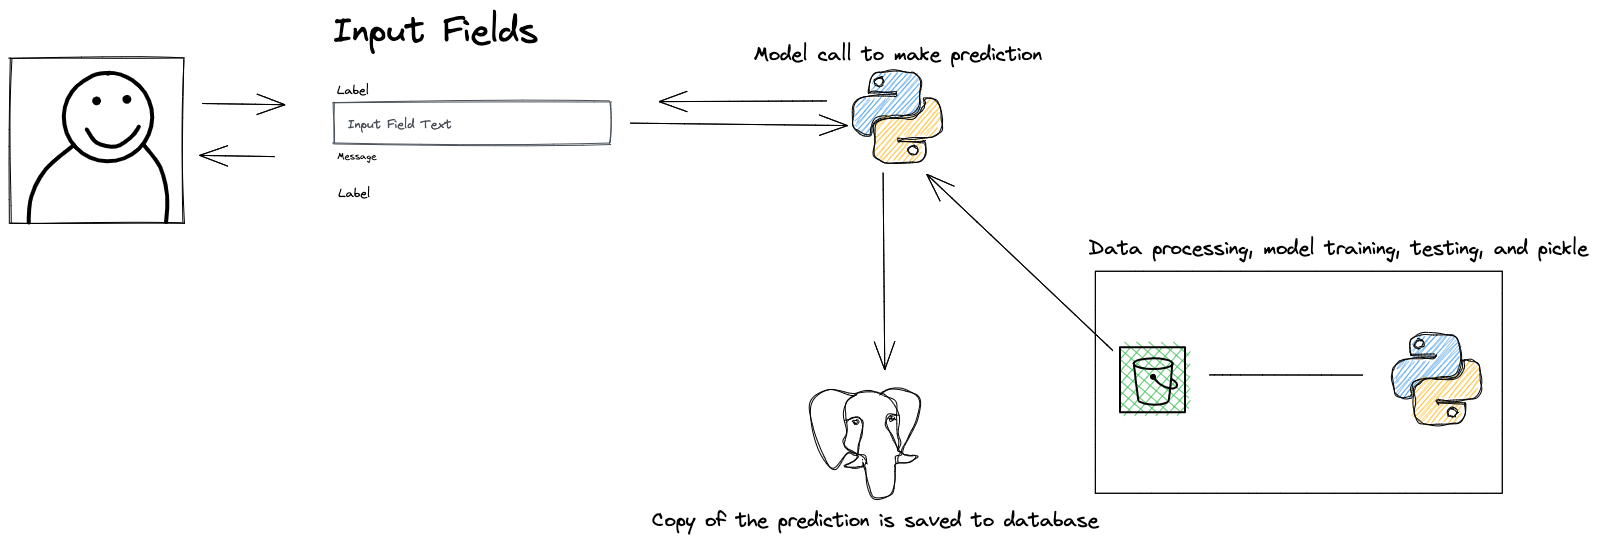 Input Fields
Model call to make prediction
Label
Input Field Text
Message
Label
Data processing, model training, testing, and pickle
Copy of the prediction is saved to database